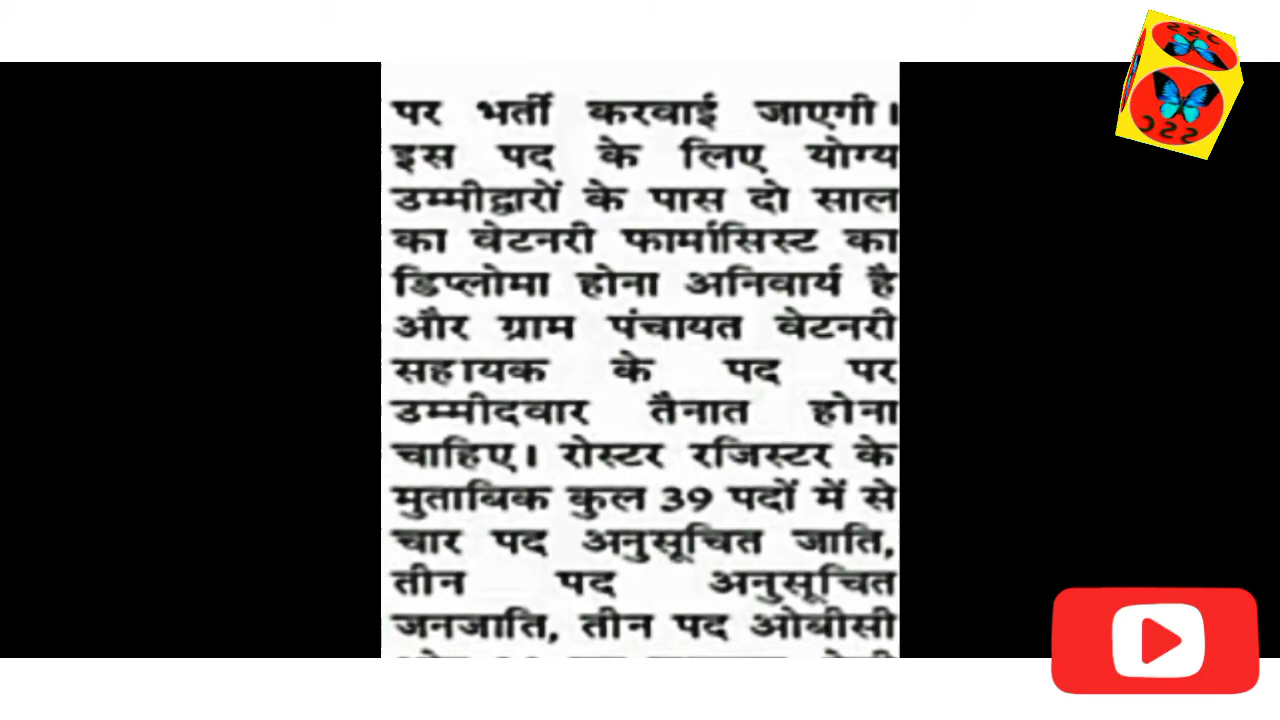 पर भर्ती करवाई जाएगी।
इस पद के लिए योग्य
उम्मीद्वारों के पास दो साल
का वेटनरी फार्मासिस्ट का
डिप्लोमा होना अनिवार्य है
और ग्राम पंचायत वेटनरी
सहायक के पद पर
उम्मीदवार तैनात होना
चाहिए। रोस्टर रजिस्टर के
मुताबिक कुल 39 पदों में से
चार पद अनुसूचित जाति,
तीन पद अनुसूचित
जनजाति, तीन पद ओबीसी